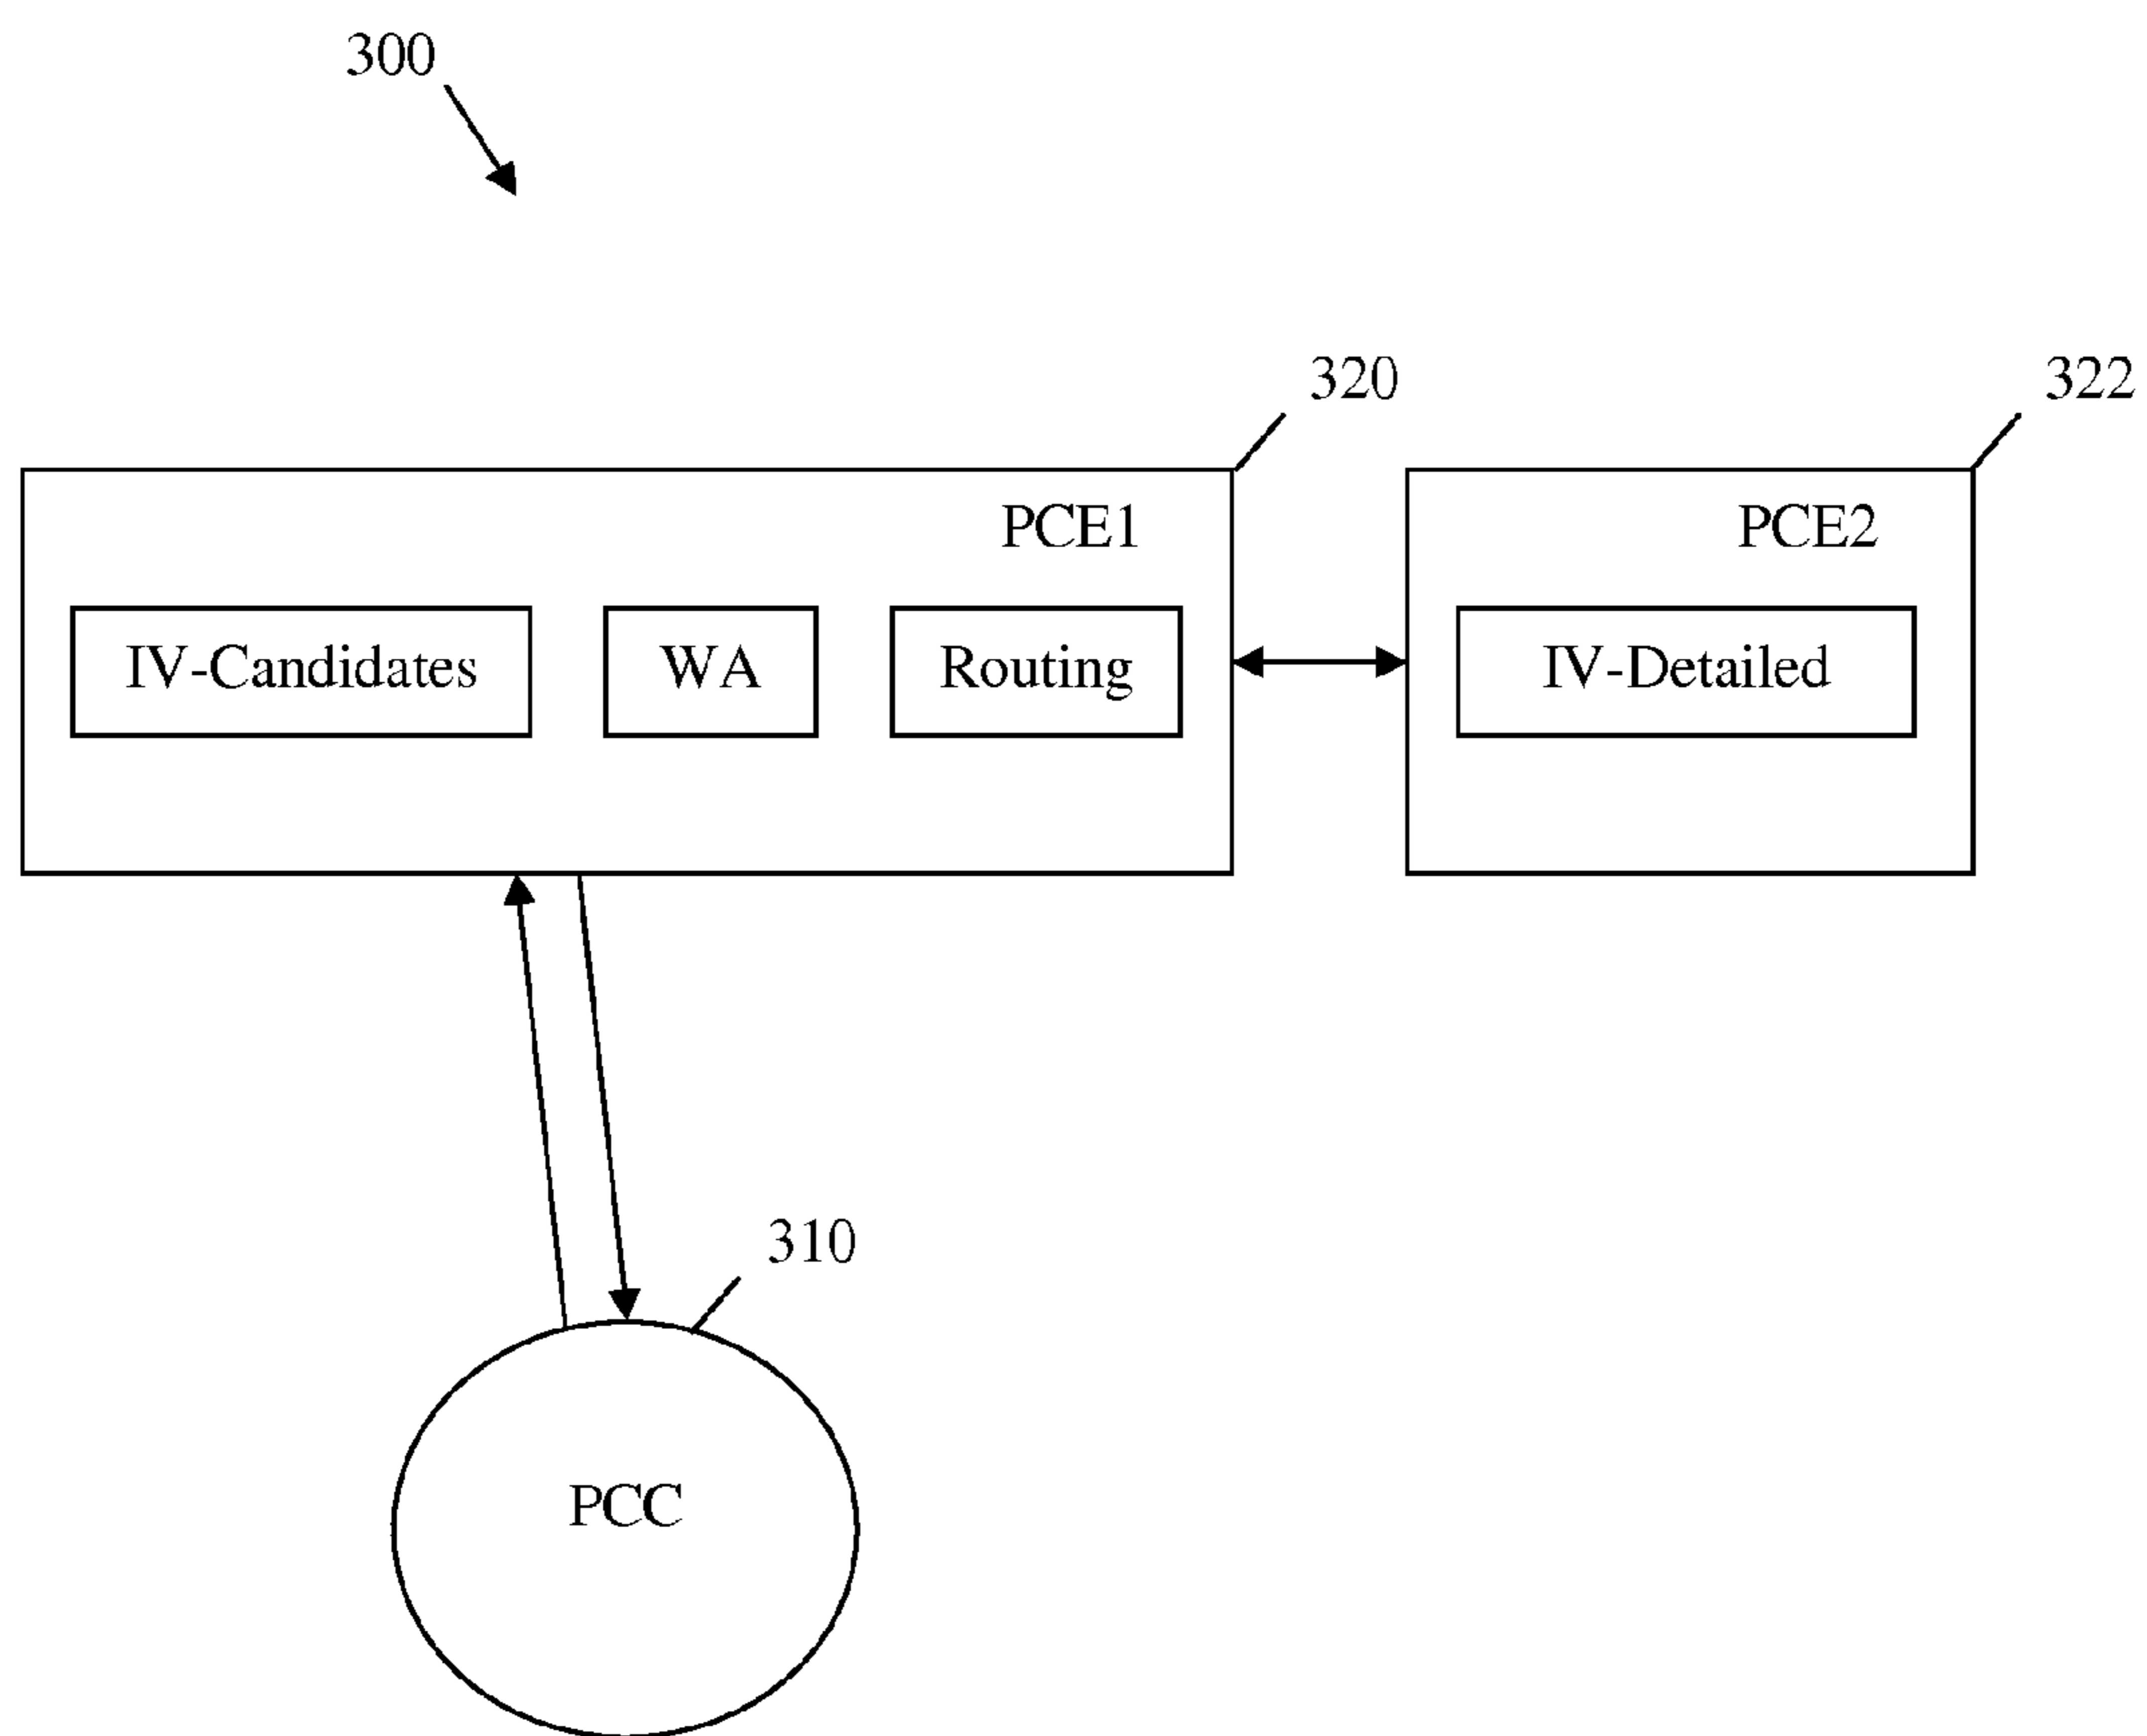 300
320
322
PCE1
PCE2
IV-Candidates
WA
Routing
IV-Detailed
310
PCC